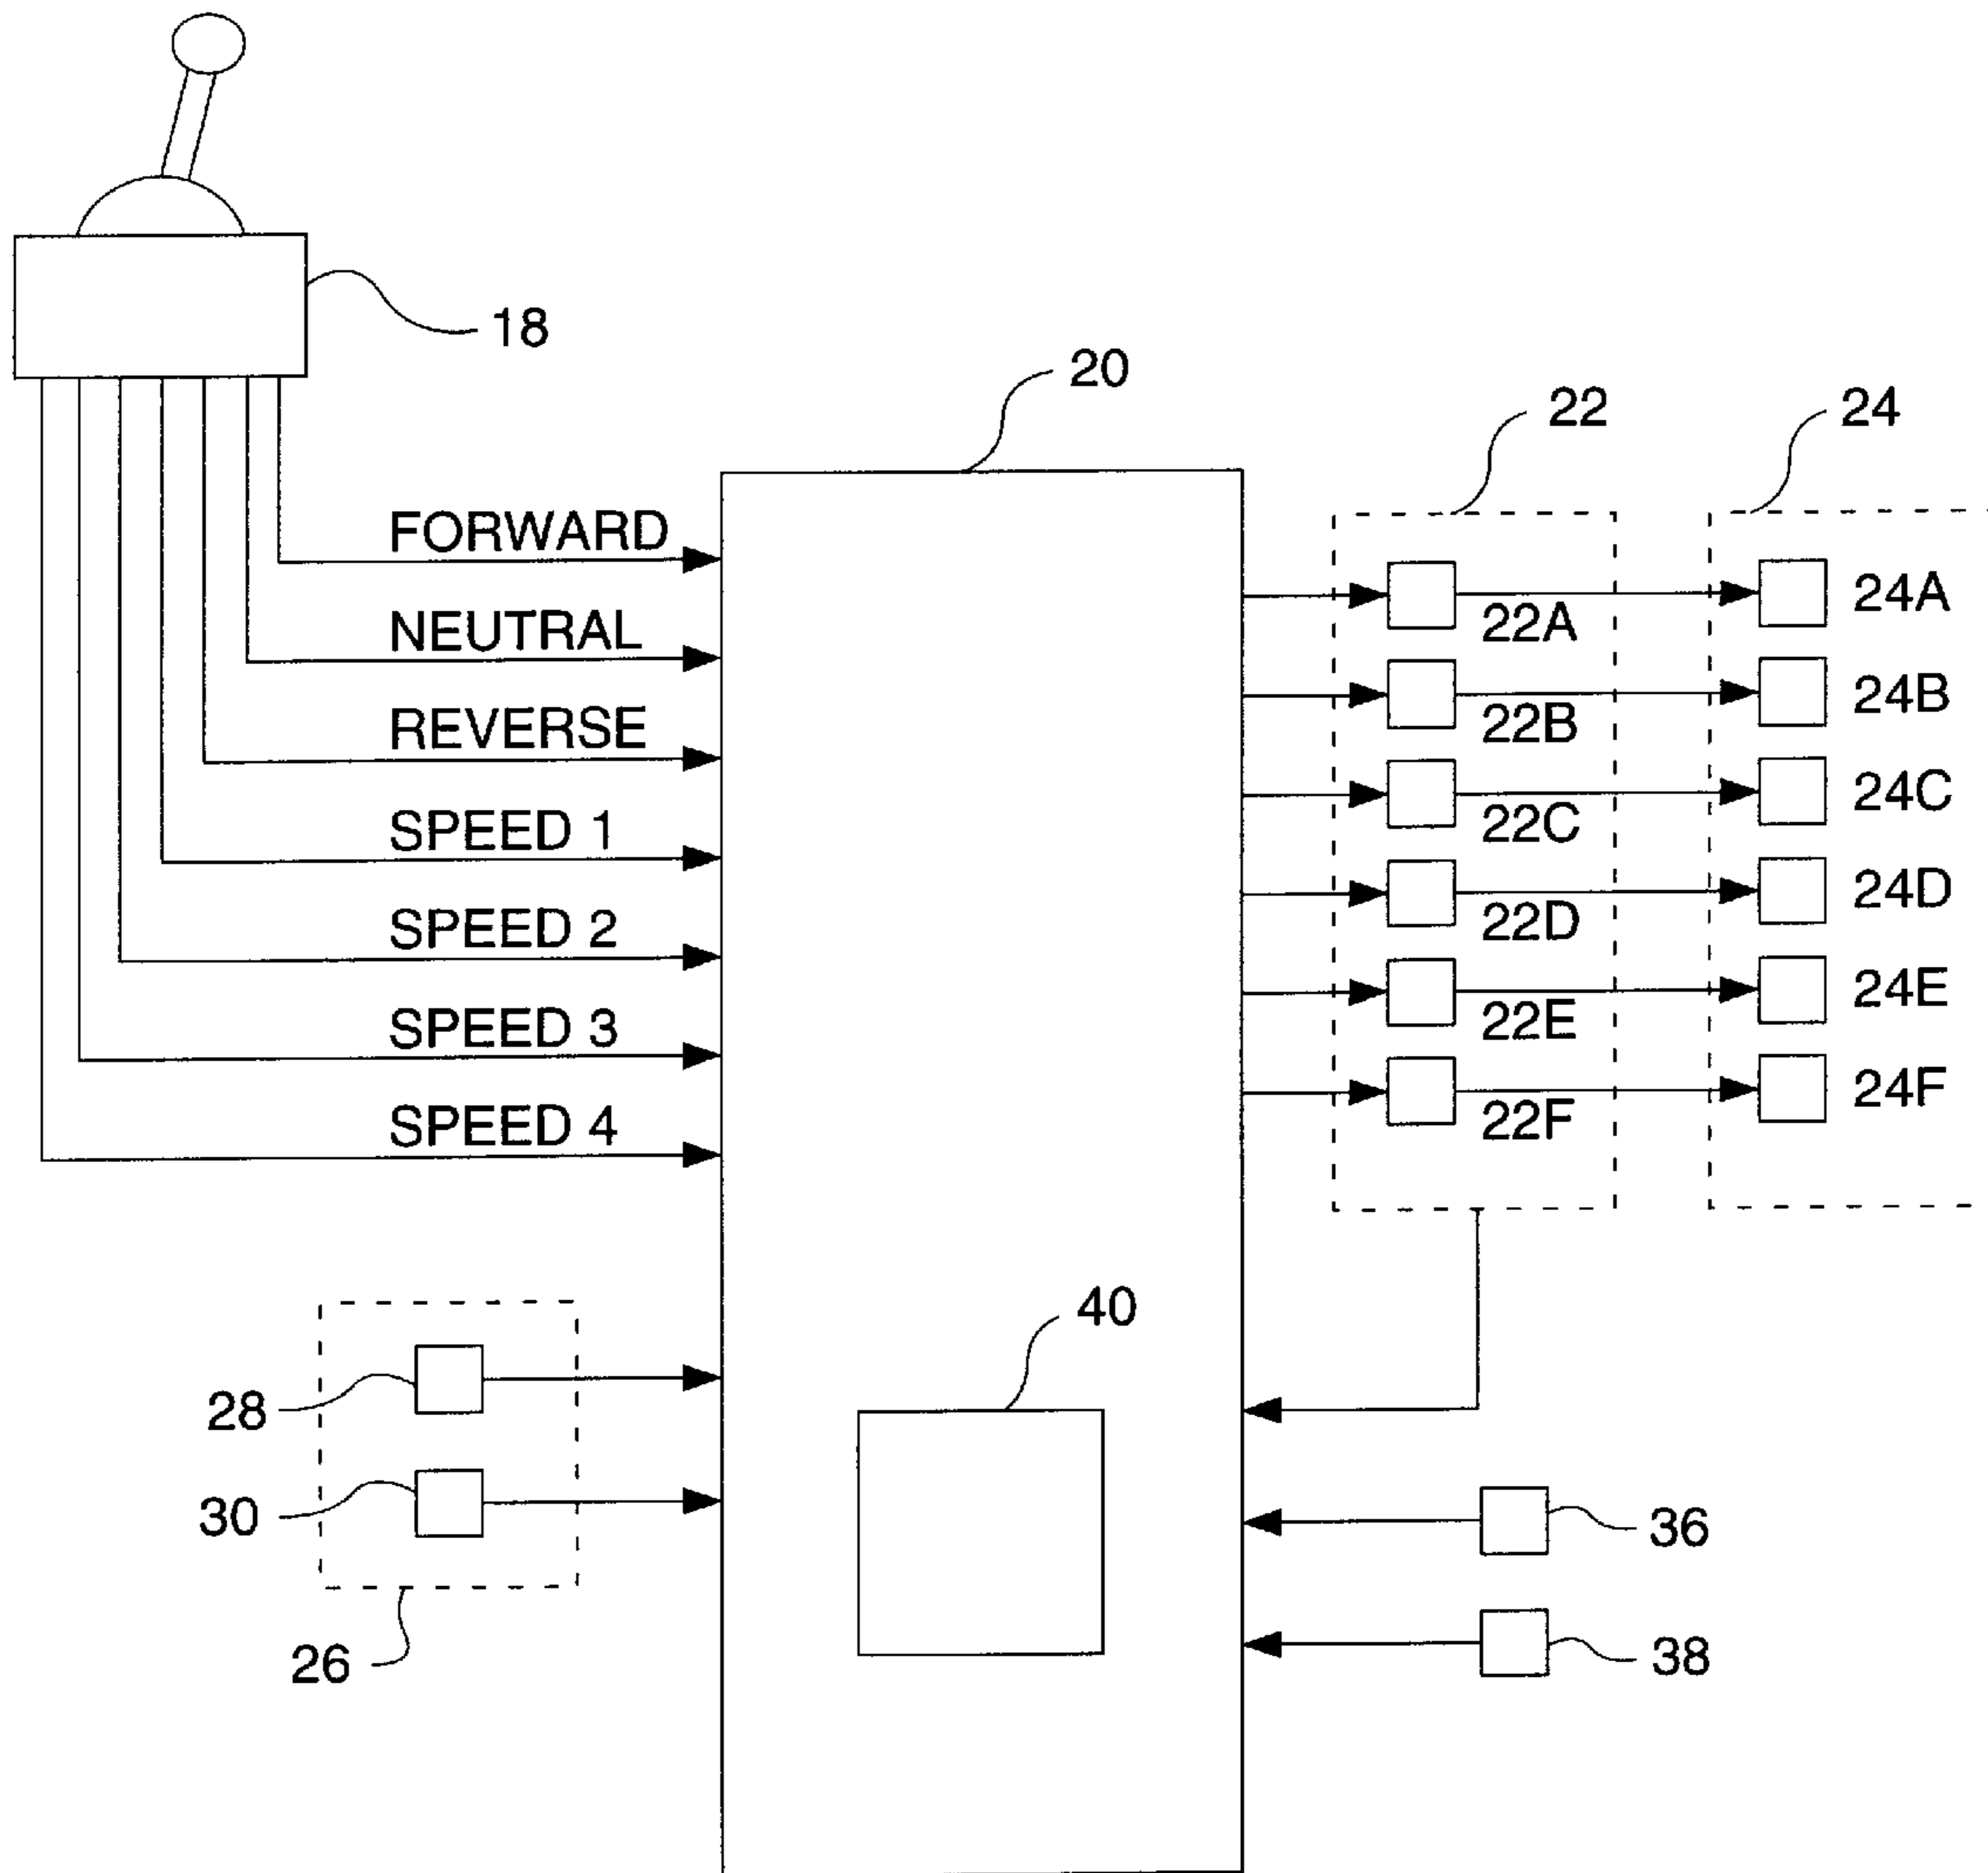 18
20
22
24
FORWARD
NEUTRAL
REVERSE
SPEED 1
SPEED 2
SPEED 3
SPEED 4
22A
24A
22B
24B
22C
24C
22D
24D
22E
24E
22F
24F
40
28
30
26
36
38